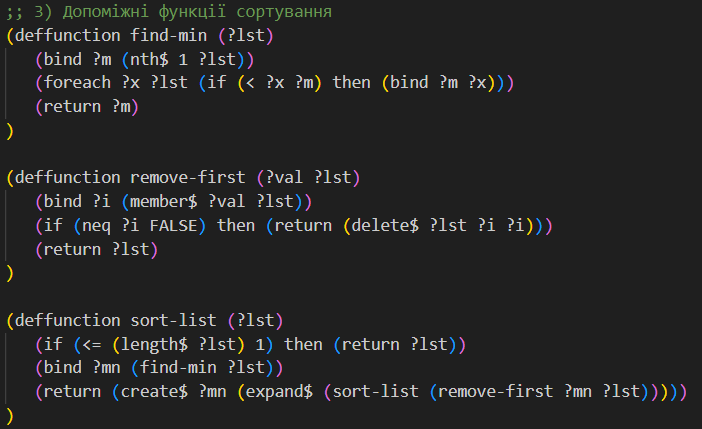 ;; 3) Допоміжні функції сортування
(deffunction find-min (?lst)
   (bind ?m (nth$ 1 ?lst))
   (foreach ?x ?lst (if (< ?x ?m) then (bind ?m ?x)))
   (return ?m)
)

(deffunction remove-first (?val ?lst)
   (bind ?i (member$ ?val ?lst))
   (if (neq ?i FALSE) then (return (delete$ ?lst ?i ?i)))
   (return ?lst)
)

(deffunction sort-list (?lst)
   (if (<= (length$ ?lst) 1) then (return ?lst))
   (bind ?mn (find-min ?lst))
   (return (create$ ?mn (expand$ (sort-list (remove-first ?mn ?lst)))))
)